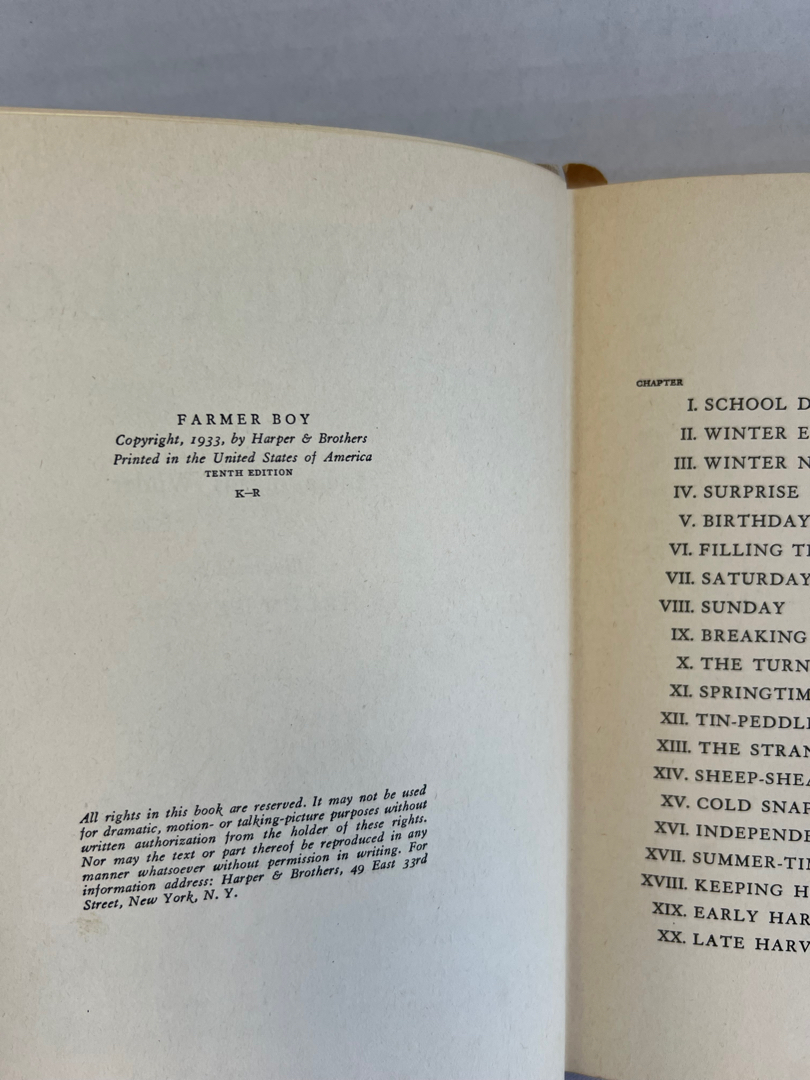 FARMER BOY
Copyright, 1933, by Harper & Brothers
Printed in the United States of America
TENTH EDITION
K–R
All rights in this book are reserved. It may not be used
for dramatic, motion- or talking-picture purposes without
written authorization from the holder of these rights.
Nor may the text or part thereof be reproduced in any
manner whatsoever without permission in writing. For
information address: Harper & Brothers, 49 East 33rd
Street, New York, N. Y.
CHAPTER
I. SCHOOL D
II. WINTER E
III. WINTER N
IV. SURPRISE
V. BIRTHDAY
VI. FILLING T
VII. SATURDAY
VIII. SUNDAY
IX. BREAKING
X. THE TURN
XI. SPRINGTIM
XII. TIN-PEDDL
XIII. THE STRAN
XIV. SHEEP-SHEA
XV. COLD SNAP
XVI. INDEPENDE
XVII. SUMMER-TIM
XVIII. KEEPING H
XIX. EARLY HAR
XX. LATE HARV